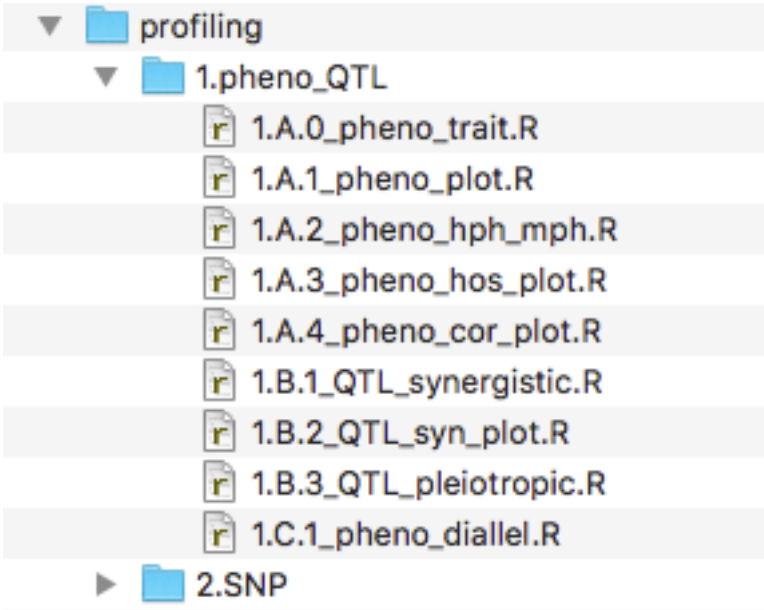 profiling
1.pheno_QTL
1.A.0_pheno_trait.R
1.A.1_pheno_plot.R
1.A.2_pheno_hph_mph.R
1.A.3_pheno_hos_plot.R
1.A.4_pheno_cor_plot.R
1.B.1_QTL_synergistic.R
1.B.2_QTL_syn_plot.R
1.B.3_QTL_pleiotropic.R
1.C.1_pheno_diallel.R
2.SNP